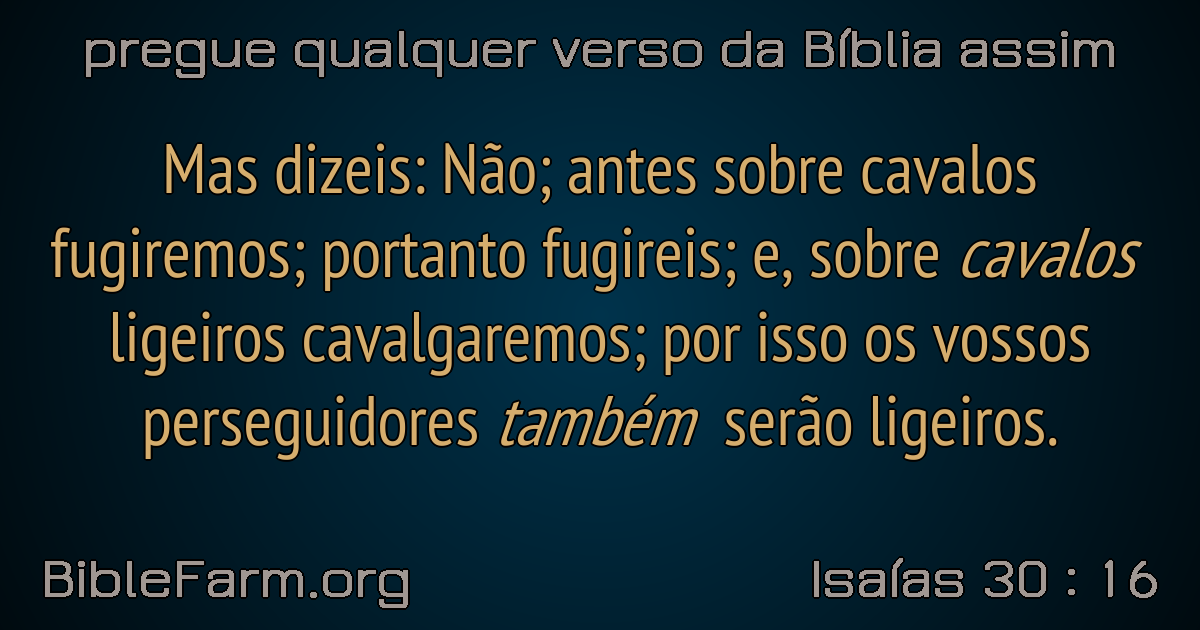 pregue qualquer verso da Bíblia assim
Mas dizeis: Não; antes sobre cavalos
fugiremos; portanto fugireis; e, sobre cavalos
ligeiros cavalgaremos; por isso os vossos
perseguidores também serão ligeiros.
BibleFarm.org
Isaías 30 : 16